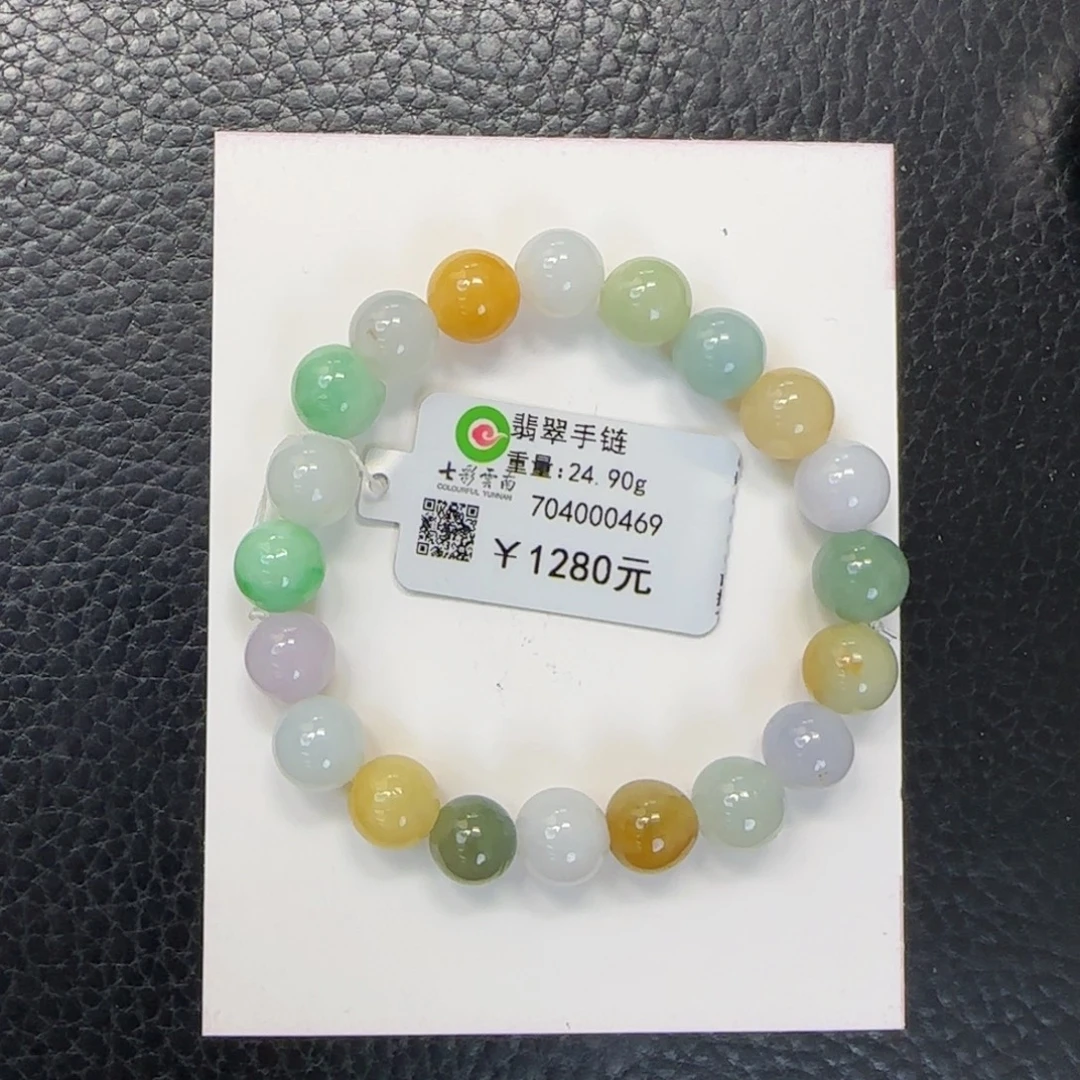 翡翠手链
重量:24.90g
七彩雲南
COLOURFUL YUNNAN
704000469
￥1280元